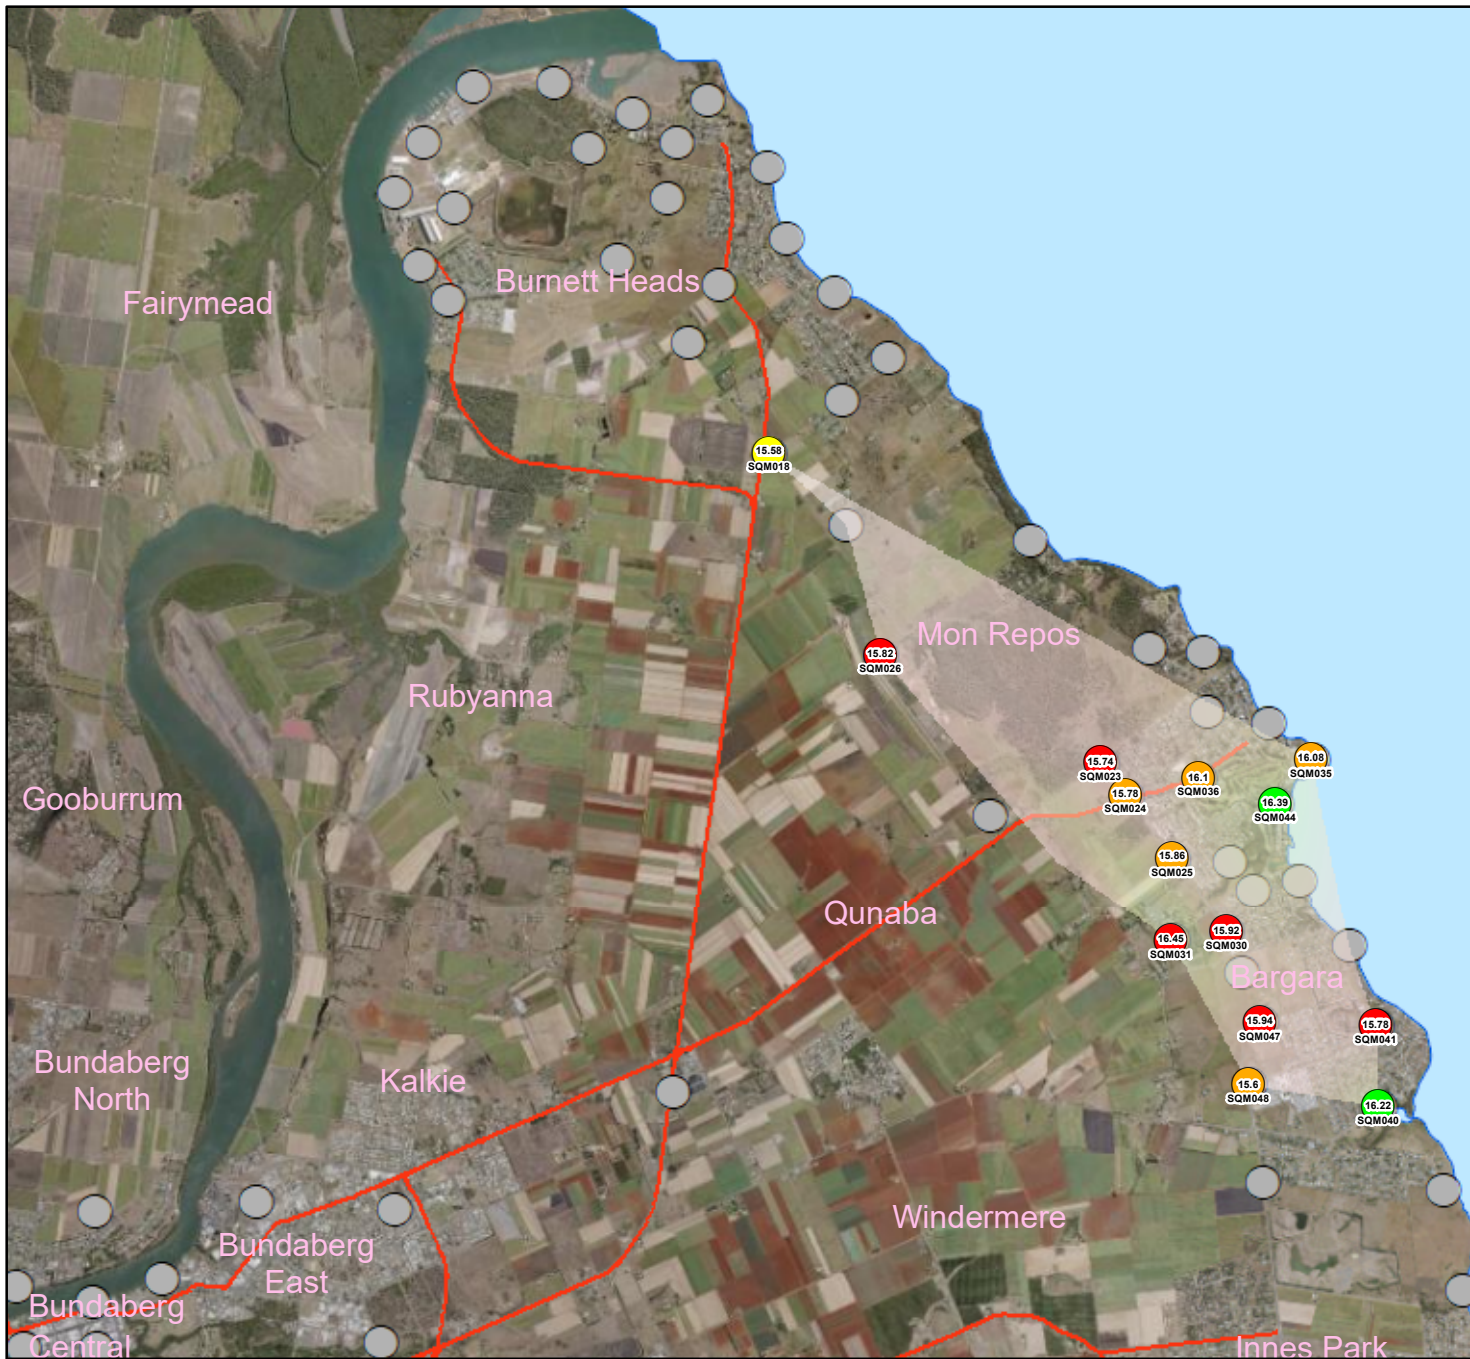 Burnett Heads
Fairymead
15.58
SQM018
Mon Repos
15.82
SQM026
Rubyanna
15.74
SQM023
16.08
SQM035
16.1
SQM036
15.78
SQM024
Gooburrum
16.39
SQM044
15.86
SQM025
Qunaba
15.92
SQM030
16.45
SQM031
Bargara
15.94
SQM047
15.78
SQM041
Bundaberg
North
Kalkie
15.6
SQM048
16.22
SQM040
Windermere
Bundaberg
East
Bundaberg
Central
Innes Park